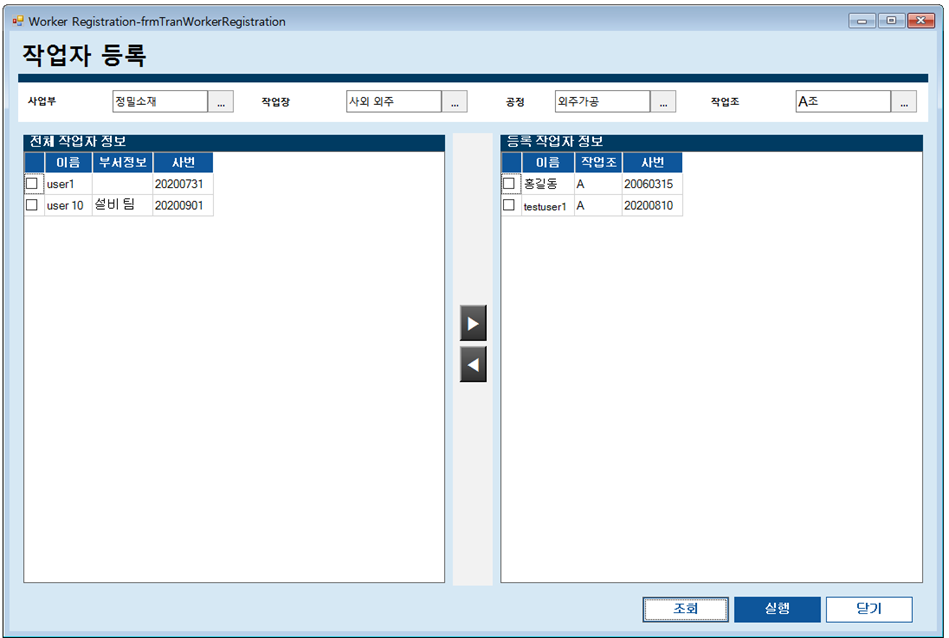 Worker Registration-frmTranWorkerRegistration
작업자 등록
사업부 정밀소재 ... 작업장 사외 외주 ... 공정 외주가공 ... 작업조 A조 ...
전체 작업자 정보
이름 부서정보 사번
user1 20200731
user 10 설비 팀 20200901
등록 작업자 정보
이름 작업조 사번
홍길동 A 20060315
testuser1 A 20200810
조회 실행 닫기